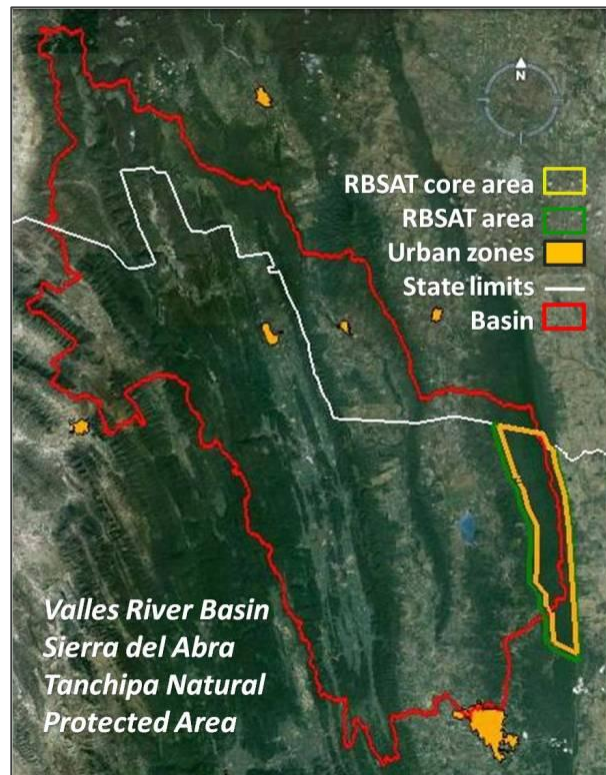 N
RBSAT core area
RBSAT area
Urban zones
State limits
Basin
Valles River Basin
Sierra del Abra
Tanchipa Natural
Protected Area